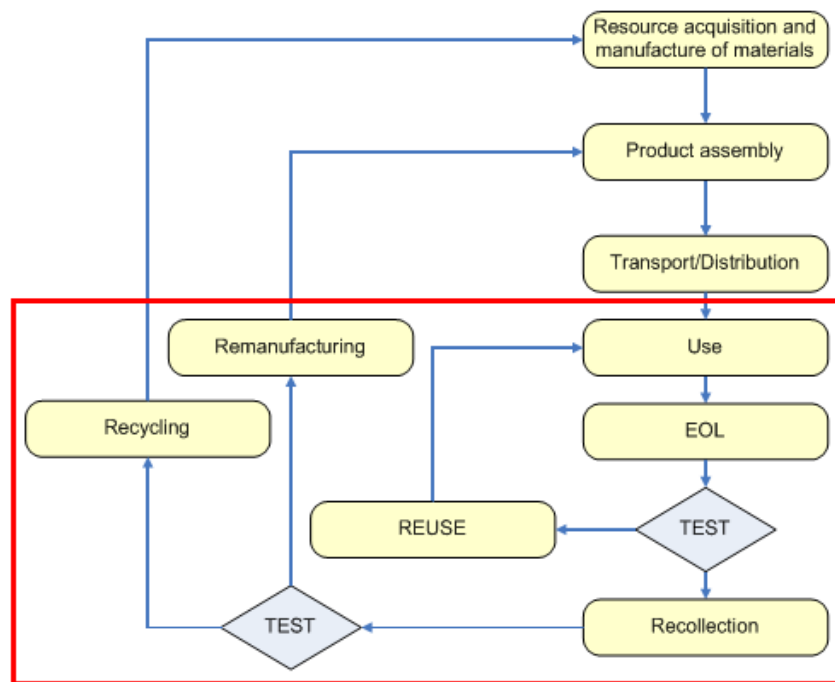 Resource acquisition and
manufacture of materials
Product assembly
Transport/Distribution
Remanufacturing
Use
Recycling
EOL
REUSE
TEST
TEST
Recollection